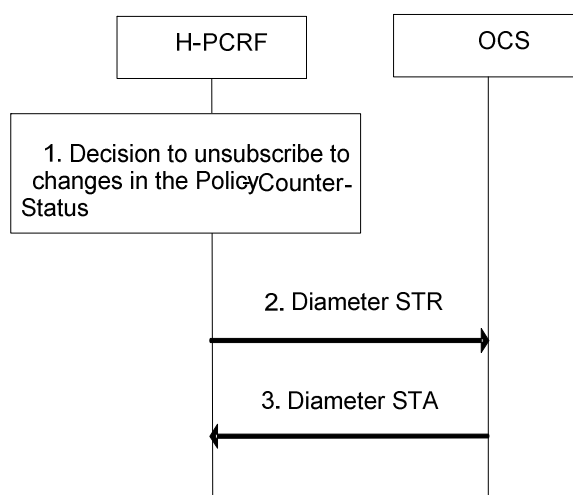 H-PCRF
OCS
1. Decision to unsubscribe to
changes in the Policy-Counter-
Status
2. Diameter STR
3. Diameter STA